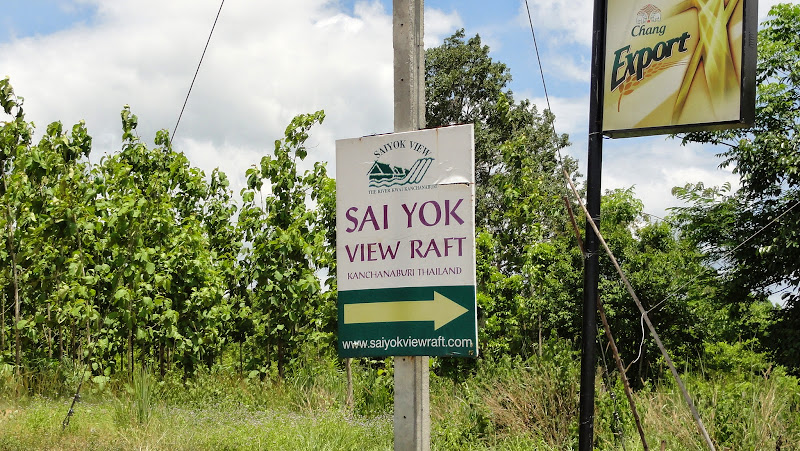 SAIYOK VIEW
THE RIVER KWAI KANCHANABURI
SAI YOK
VIEW RAFT
KANCHANABURI THAILAND
www.saiyokviewraft.com
Chang
Export